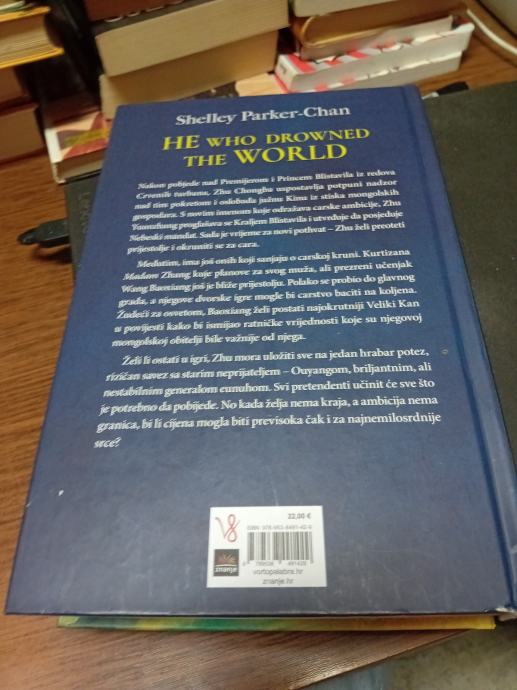 Shelley Parker-Chan
HE WHO DROWNED
THE WORLD
Nakon pobjede nad Premijerom i Princem Blistavila iz redova
Crvenih turbana, Zhu Chongba uspostavlja potpuni nadzor
nad tim pokretom i oslobađa južnu Kinu iz stiska mongolskih
gospodara. S novim imenom koje odražava carske ambicije, Zhu
Yuanzhang proglašava se Kraljem Blistavila i utvrđuje da posjeduje
Nebeski mandat. Sada je vrijeme za novi pothvat – Zhu želi preoteti
prijestolje i okruniti se za cara.
Međutim, ima još onih koji sanjaju o carskoj kruni. Kurtizana
Madam Zhang kuje planove za svog muža, ali prezreni učenjak
Wang Baoxiang još je bliže prijestolju. Polako se probio do glavnog
grada, a njegove dvorske igre mogle bi carstvo baciti na koljena.
Žudeći za osvetom, Baoxiang želi postati najokrutniji Veliki Kan
u povijesti kako bi ismijao ratničke vrijednosti koje su njegovoj
mongolskoj obitelji bile važnije od njega.
Želi li ostati u igri, Zhu mora uložiti sve na jedan hrabar potez,
rizičan savez sa starim neprijateljem – Ouyangom, briljantnim, ali
nestabilnim generalom eunuhom. Svi pretendenti učinit će sve što
je potrebno da pobijede. No kada želja nema kraja, a ambicija nema
granica, bi li cijena mogla biti previsoka čak i za najnemilosrdnije
srce?
22,00 €
znanje
vortopalabra.hr
znanje.hr